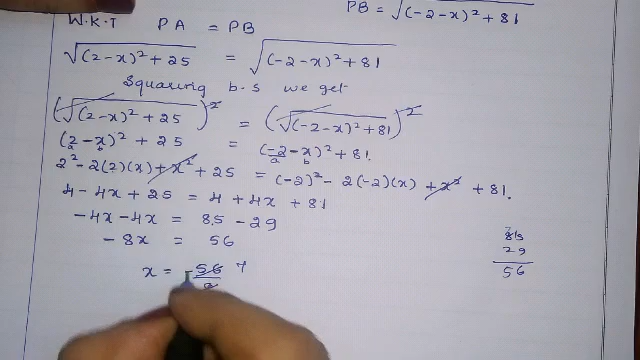 PB = √(-2-x)² + 81
W.K.T PA = PB
√(2-x)² + 25 = √(-2-x)² + 81
Squaring b.s we get
(√(2-x)² + 25)² = (√(-2-x)² + 81)²
(2-x)² + 25 = (-2-x)² + 81.
a b a b
2² - 2(2)(x) + x² + 25 = (-2)² - 2(-2)(x) + x² + 81.
4 - 4x + 25 = 4 + 4x + 81
-4x - 4x = 85 - 29
-8x = 56
x = -56 7
85
29
56